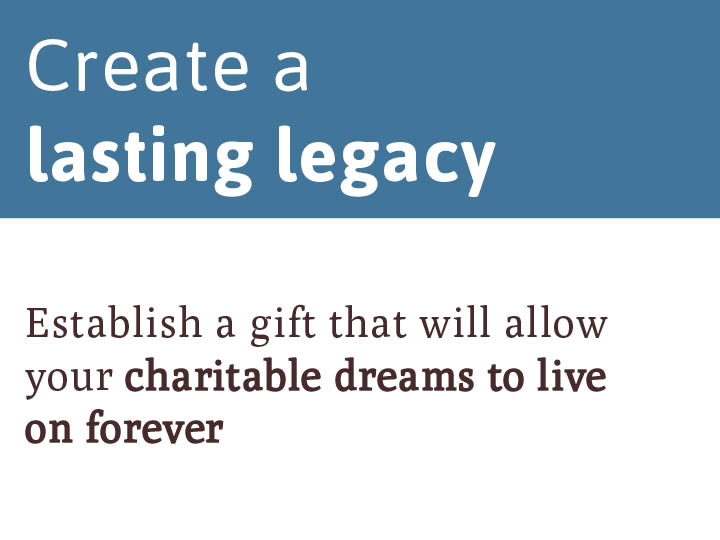 Create a
lasting legacy
Establish a gift that will allow
your charitable dreams to live
on forever